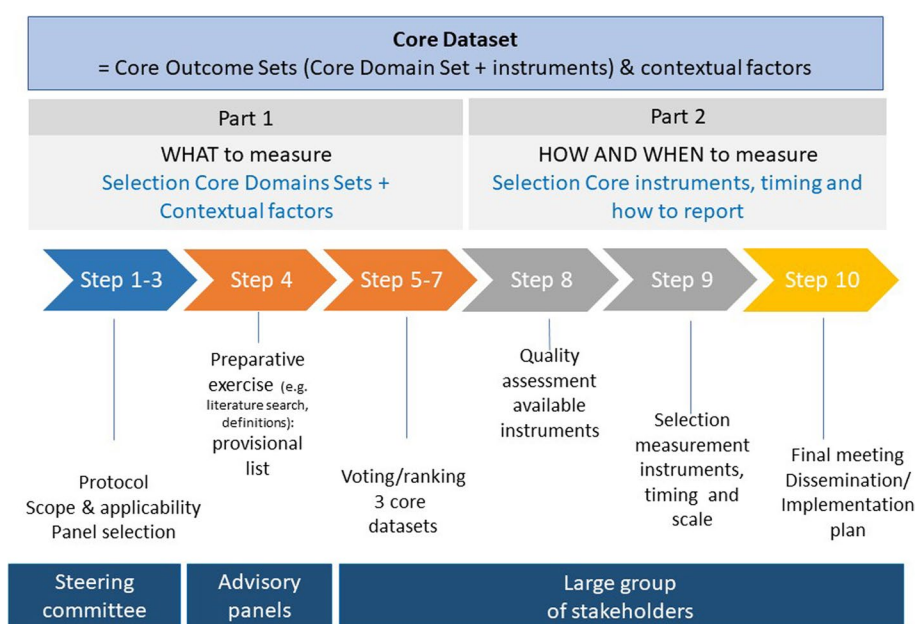 Core Dataset
= Core Outcome Sets (Core Domain Set + instruments) & contextual factors
Part 1
WHAT to measure
Selection Core Domains Sets +
Contextual factors
Part 2
HOW AND WHEN to measure
Selection Core instruments, timing and
how to report
Step 1-3
Step 4
Step 5-7
Step 8
Step 9
Step 10
Protocol
Scope & applicability
Panel selection
Preparative
exercise (e.g.
literature search,
definitions):
provisional
list
Voting/ranking
3 core
datasets
Quality
assessment
available
instruments
Selection
measurement
instruments,
timing and
scale
Final meeting
Dissemination/
Implementation
plan
Steering
committee
Advisory
panels
Large group
of stakeholders